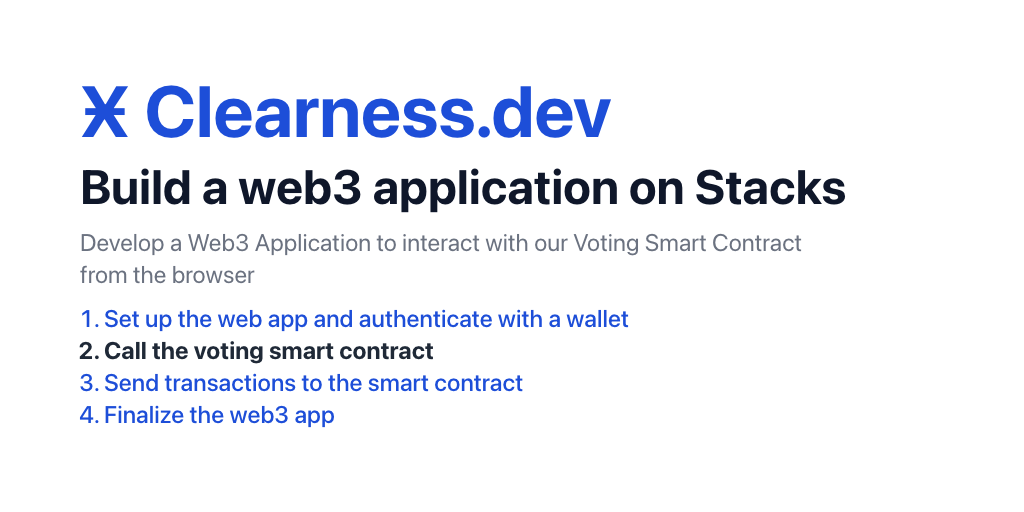 Clearness.dev
Build a web3 application on Stacks
Develop a Web3 Application to interact with our Voting Smart Contract
from the browser
1. Set up the web app and authenticate with a wallet
2. Call the voting smart contract
3. Send transactions to the smart contract
4. Finalize the web3 app